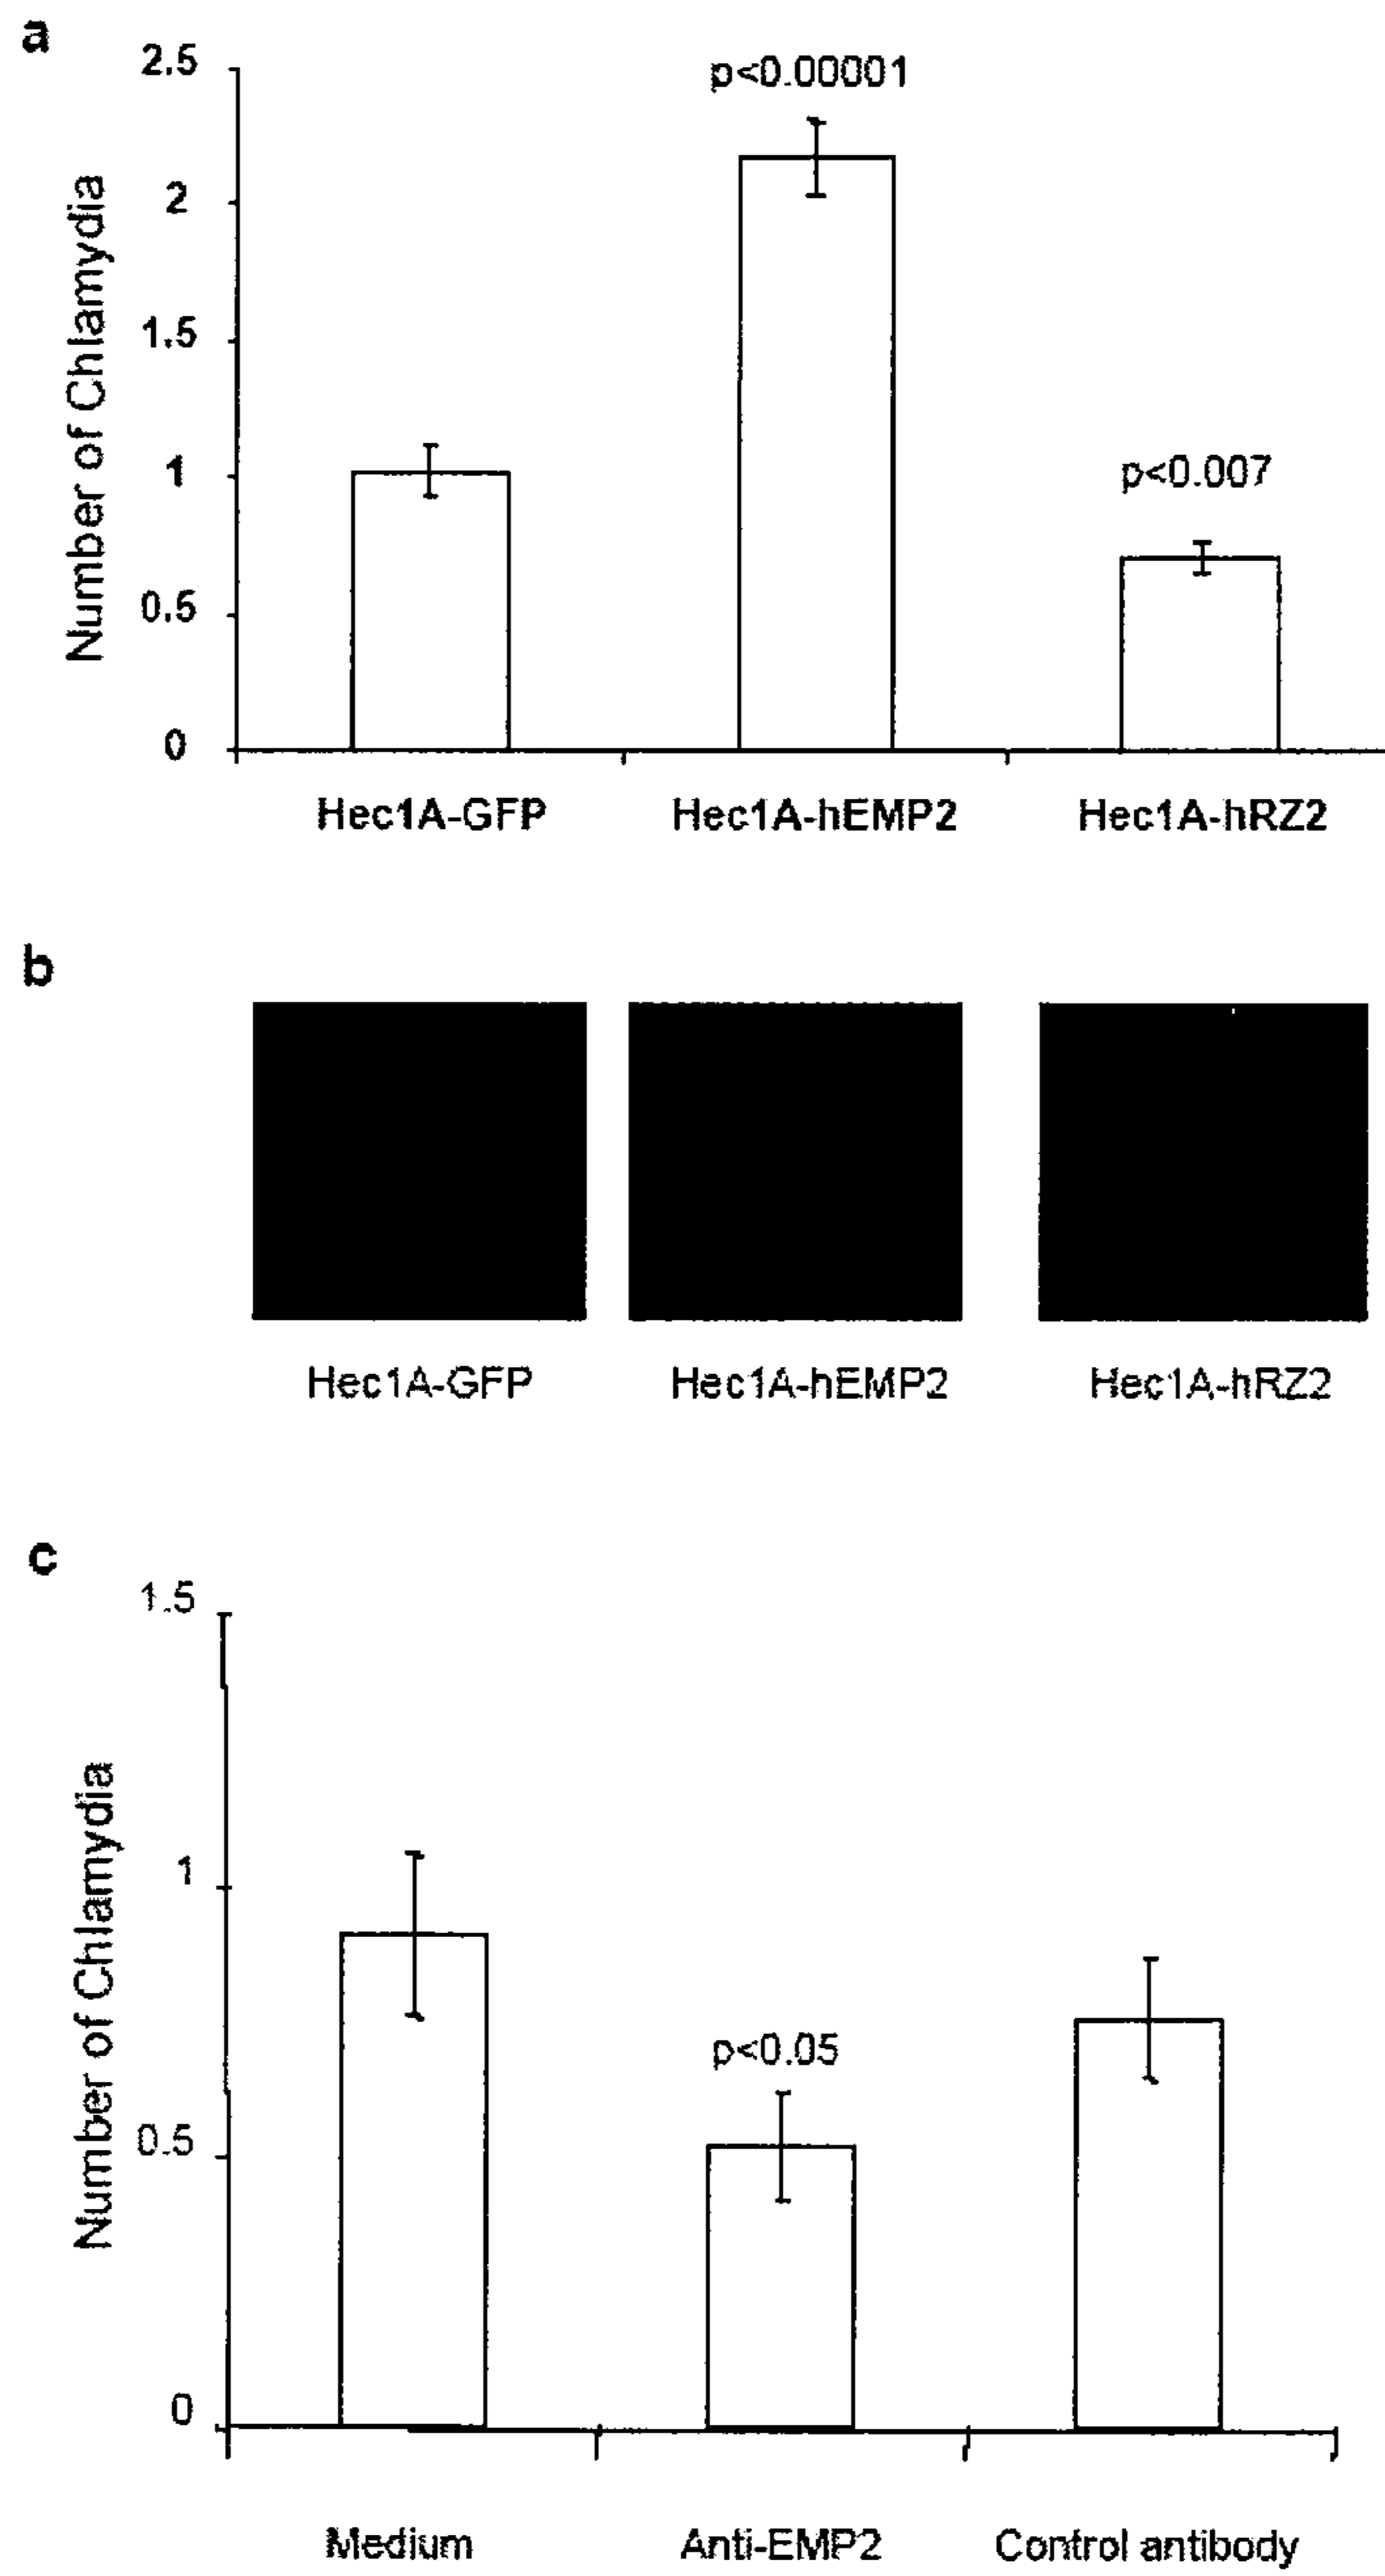 a
2.5
2
1.5
1
0.5
0
Number of Chlamydia
p<0.00001
p<0.007
Hec1A-GFP Hec1A-hEMP2 Hec1A-hRZ2
b
Hec1A-GFP Hec1A-hEMP2 Hec1A-hRZ2
c
1.5
1
0.5
0
Number of Chlamydia
p<0.05
Medium Anti-EMP2 Control antibody